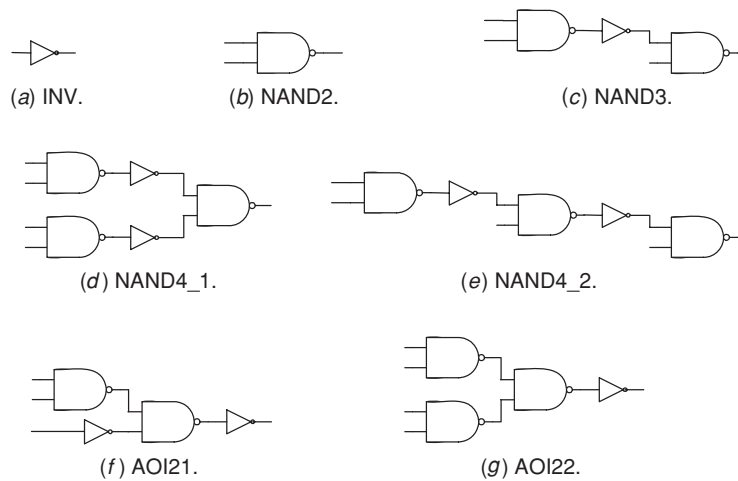 (a) INV.
(b) NAND2.
(c) NAND3.
(d) NAND4_1.
(e) NAND4_2.
(f) AOI21.
(g) AOI22.